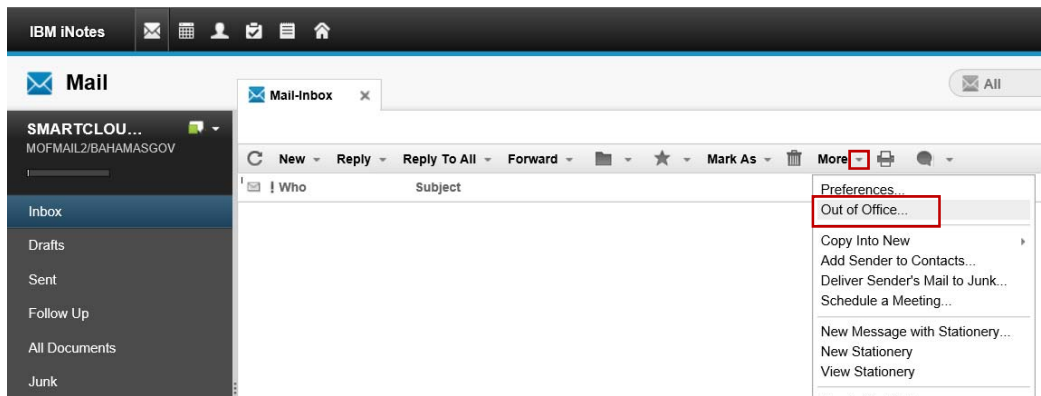 IBM iNotes
Mail
All
Mail-Inbox
SMARTCLOU...
MOFMAIL2/BAHAMASGOV
New Reply Reply To All Forward Mark As More
! Who Subject
Inbox
Drafts
Sent
Follow Up
All Documents
Junk
Preferences...
Out of Office...
Copy Into New
Add Sender to Contacts...
Deliver Sender's Mail to Junk...
Schedule a Meeting...
New Message with Stationery...
New Stationery
View Stationery